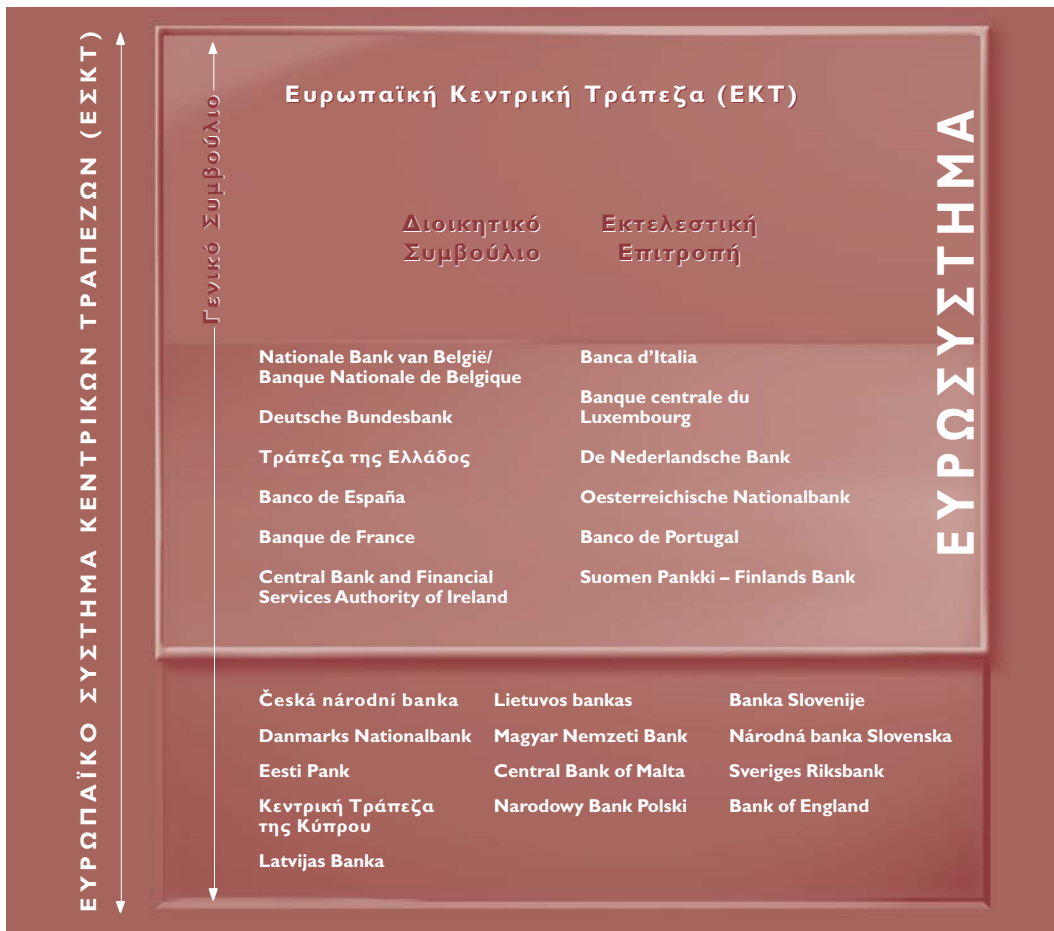 ΕΥΡΩΠΑΪΚΟ ΣΥΣΤΗΜΑ ΚΕΝΤΡΙΚΩΝ ΤΡΑΠΕΖΩΝ (ΕΣΚΤ)
Γενικό Συμβούλιο
Ευρωπαϊκή Κεντρική Τράπεζα (ΕΚΤ)
Διοικητικό
Συμβούλιο
Εκτελεστική
Επιτροπή
ΕΥΡΩΣΥΣΤΗΜΑ
Nationale Bank van België/
Banque Nationale de Belgique
Deutsche Bundesbank
Τράπεζα της Ελλάδος
Banco de España
Banque de France
Central Bank and Financial
Services Authority of Ireland
Banca d’Italia
Banque centrale du
Luxembourg
De Nederlandsche Bank
Oesterreichische Nationalbank
Banco de Portugal
Suomen Pankki – Finlands Bank
Česká národní banka
Danmarks Nationalbank
Eesti Pank
Κεντρική Τράπεζα
της Κύπρου
Latvijas Banka
Lietuvos bankas
Magyar Nemzeti Bank
Central Bank of Malta
Narodowy Bank Polski
Banka Slovenije
Národná banka Slovenska
Sveriges Riksbank
Bank of England